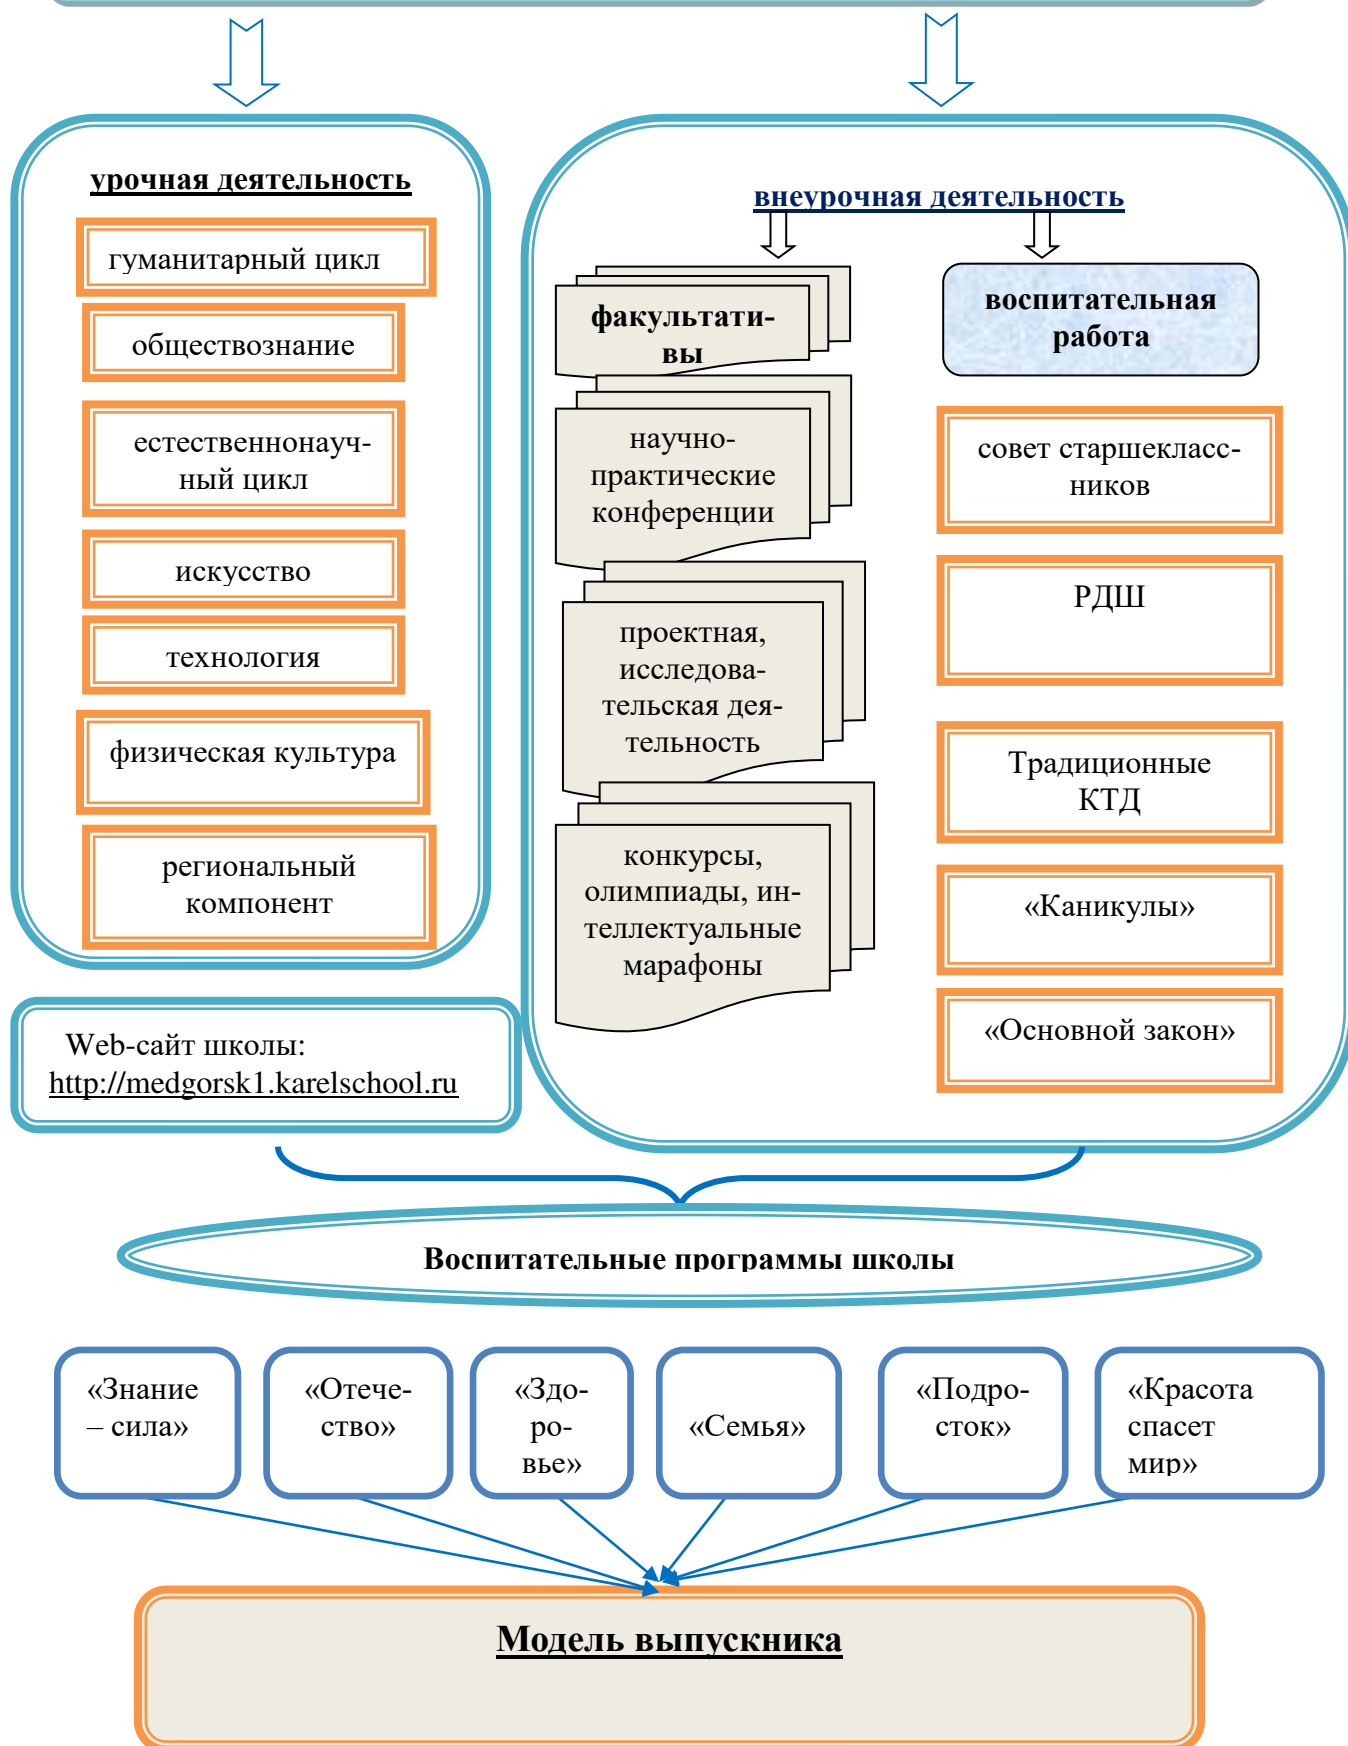 урочная деятельность
гуманитарный цикл
обществознание
естественнонауч-
ный цикл
искусство
технология
физическая культура
региональный
компонент
Web-сайт школы:
http://medgorsk1.karelschool.ru
внеурочная деятельность
факультати-
вы
научно-
практические
конференции
проектная,
исследова-
тельская дея-
тельность
конкурсы,
олимпиады, ин-
теллектуальные
марафоны
воспитательная
работа
совет старшекласс-
ников
РДШ
Традиционные
КТД
«Каникулы»
«Основной закон»
Воспитательные программы школы
«Знание
– сила»
«Отече-
ство»
«Здо-
ро-
вье»
«Семья»
«Подро-
сток»
«Красота
спасет
мир»
Модель выпускника